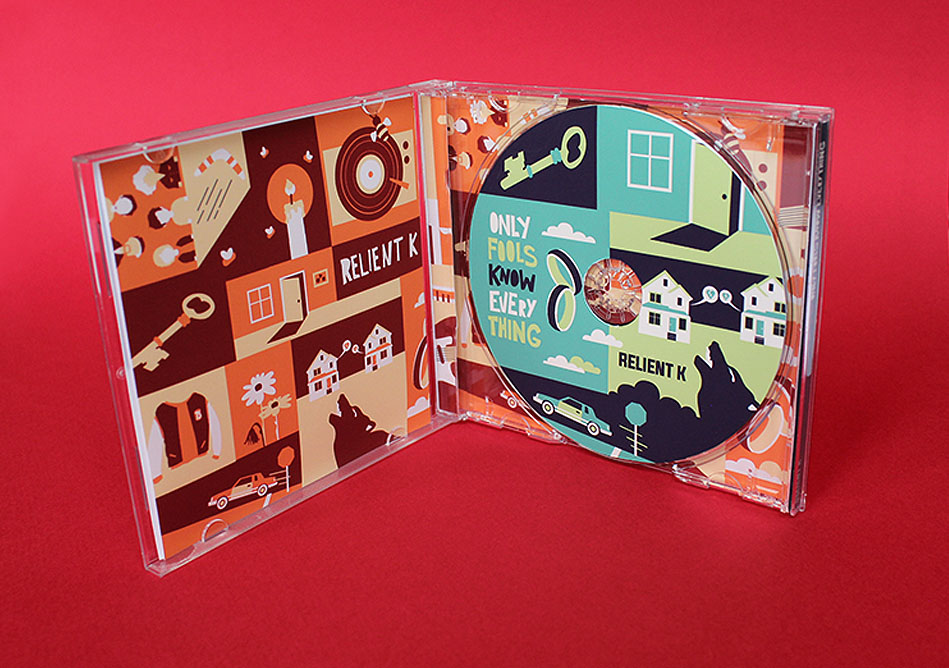 RELIENT K
ONLY
FOOLS
KNOW
EVERY
THING
RELIENT K